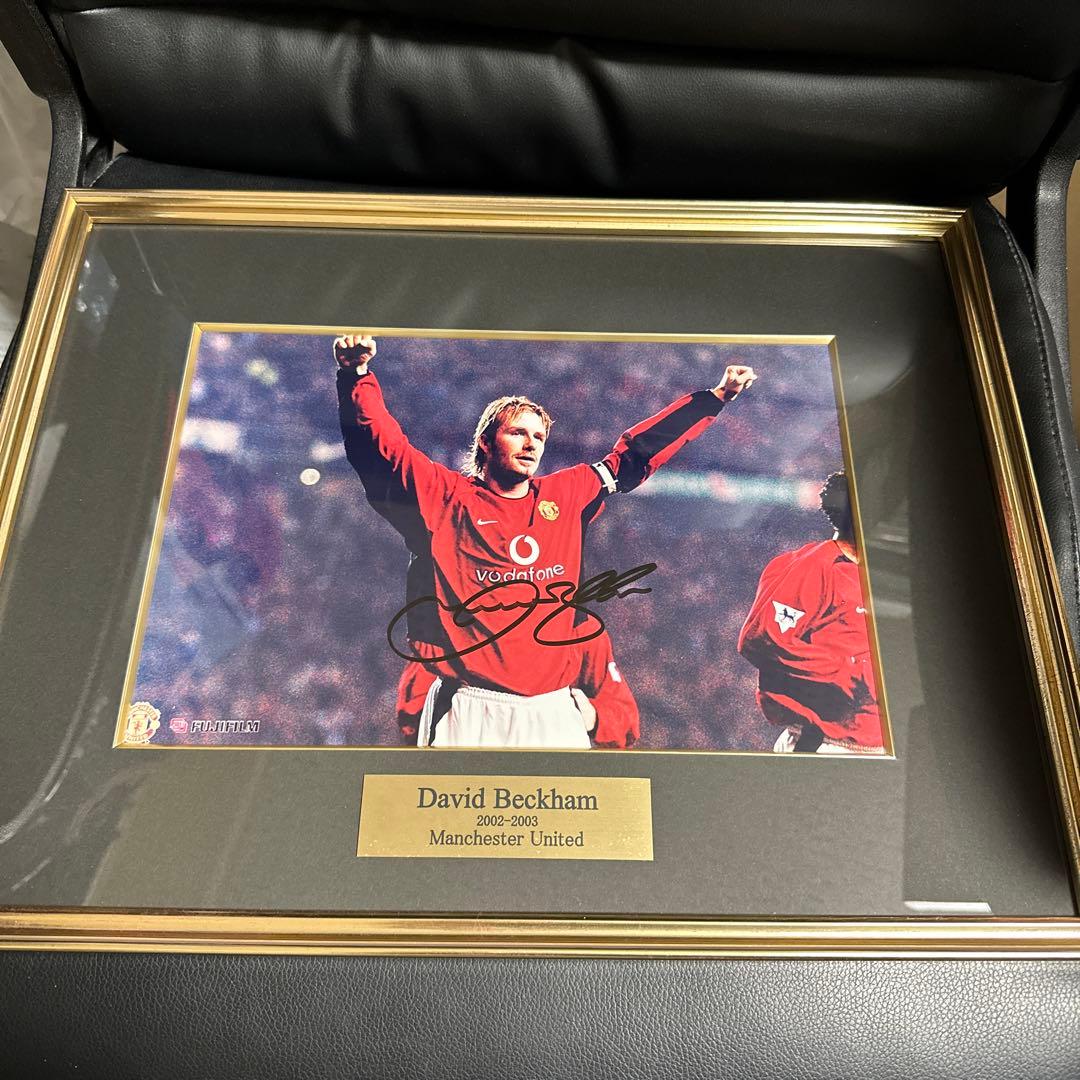 vodafone
FUJIFILM
David Beckham
2002-2003
Manchester United